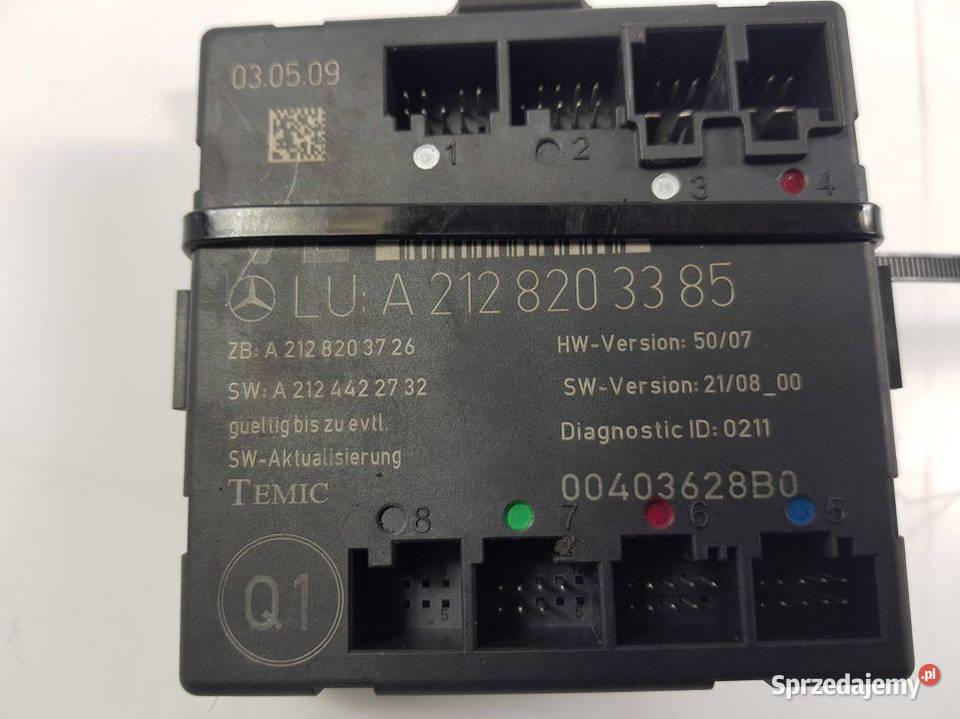 03.05.09
1 2 3 4
LU: A 212 820 33 85
ZB: A 212 820 37 26
HW-Version: 50/07
SW: A 212 442 27 32
SW-Version: 21/08_00
gueltig bis zu evtl.
Diagnostic ID: 0211
SW-Aktualisierung
TEMIC
00403628B0
8 7 6 5
Q1
Sprzedajemy.pl